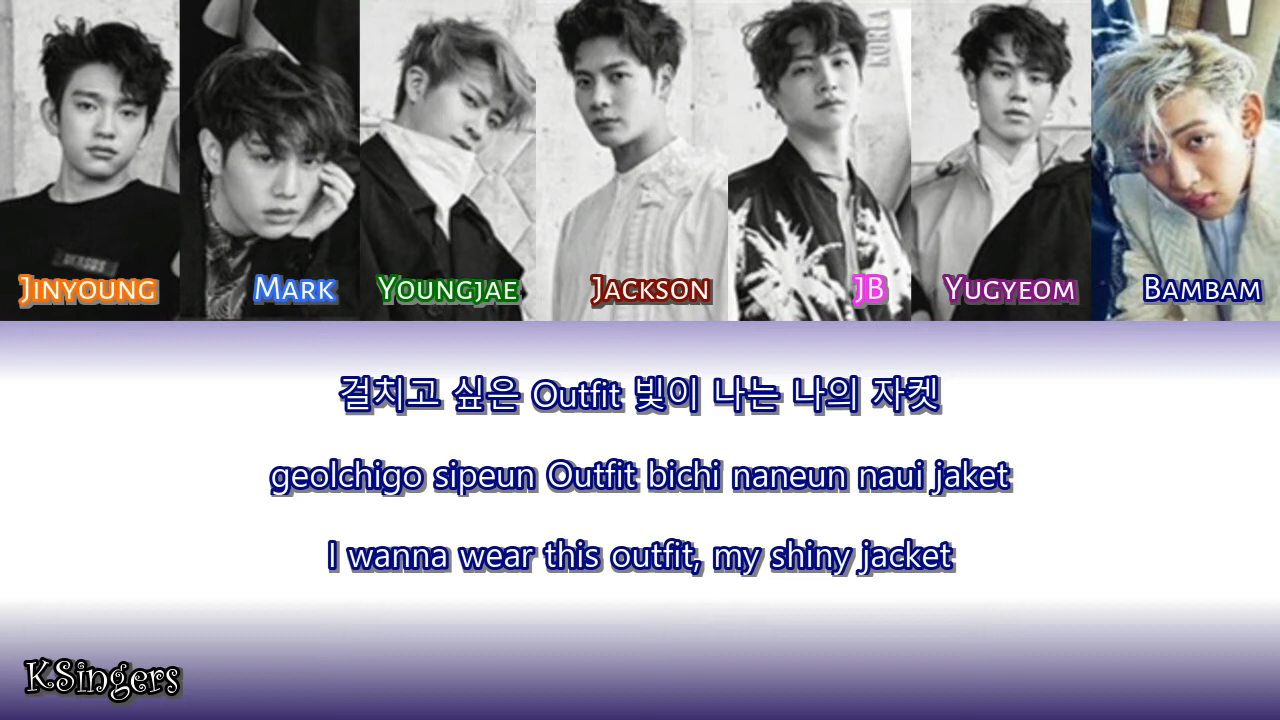 KOREA
Jinyoung Mark Youngjae Jackson JB Yugyeom Bambam
걸치고 싶은 Outfit 빛이 나는 나의 자켓
geolchigo sipeun Outfit bichi naneun naui jaket
I wanna wear this outfit, my shiny jacket
KSingers